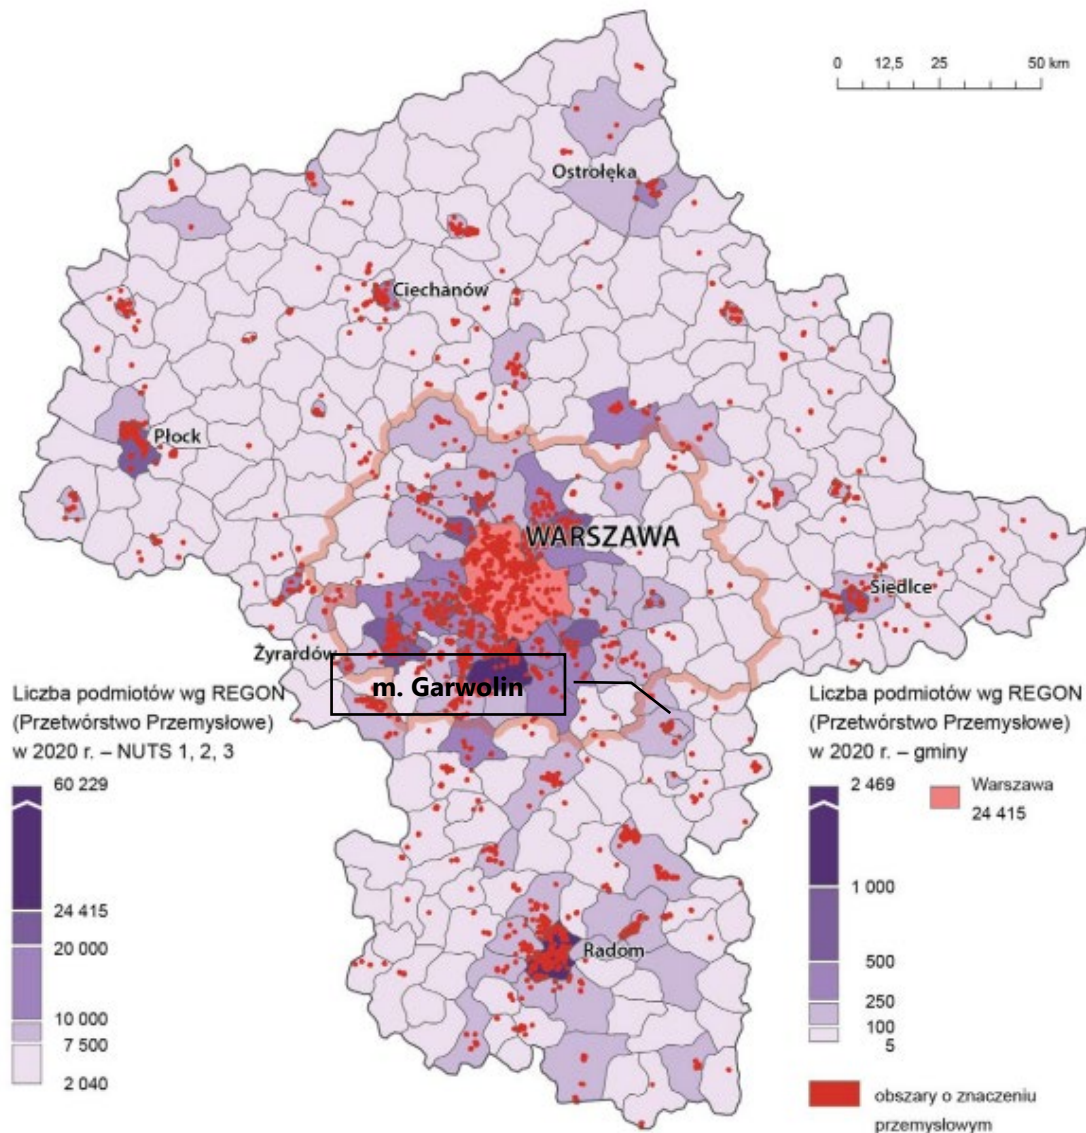 0 12,5 25 50 km
Ostrołęka
Ciechanów
Płock
WARSZAWA
Siedlce
Żyrardów
m. Garwolin
Radom
Liczba podmiotów wg REGON
(Przetwórstwo Przemysłowe)
w 2020 r. – NUTS 1, 2, 3
60 229
24 415
20 000
10 000
7 500
2 040
Liczba podmiotów wg REGON
(Przetwórstwo Przemysłowe)
w 2020 r. – gminy
2 469
1 000
500
250
100
5
Warszawa
24 415
obszary o znaczeniu
przemysłowym